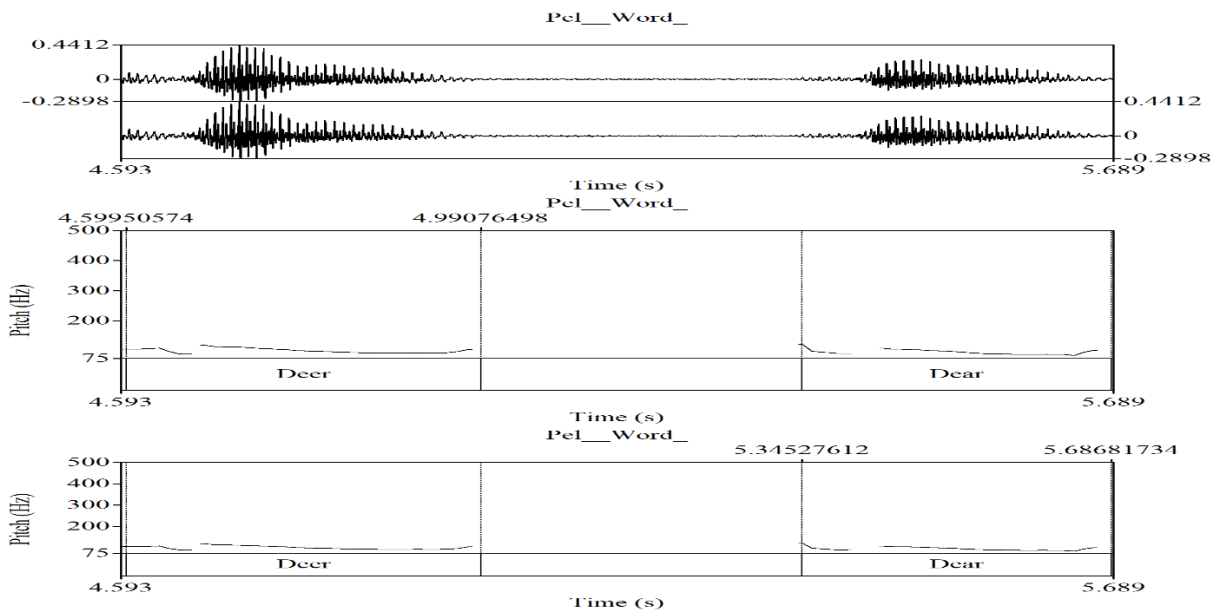 Pel__Word_
0.4412
0
-0.2898 0.4412
0
-0.2898
4.593 5.689
Time (s)
Pel__Word_
4.59950574 4.99076498
500
400
300
200
75
Pitch (Hz)
Deer Dear
4.593 5.689
Time (s)
Pel__Word_
5.34527612 5.68681734
500
400
300
200
75
Pitch (Hz)
Deer Dear
4.593 5.689
Time (s)